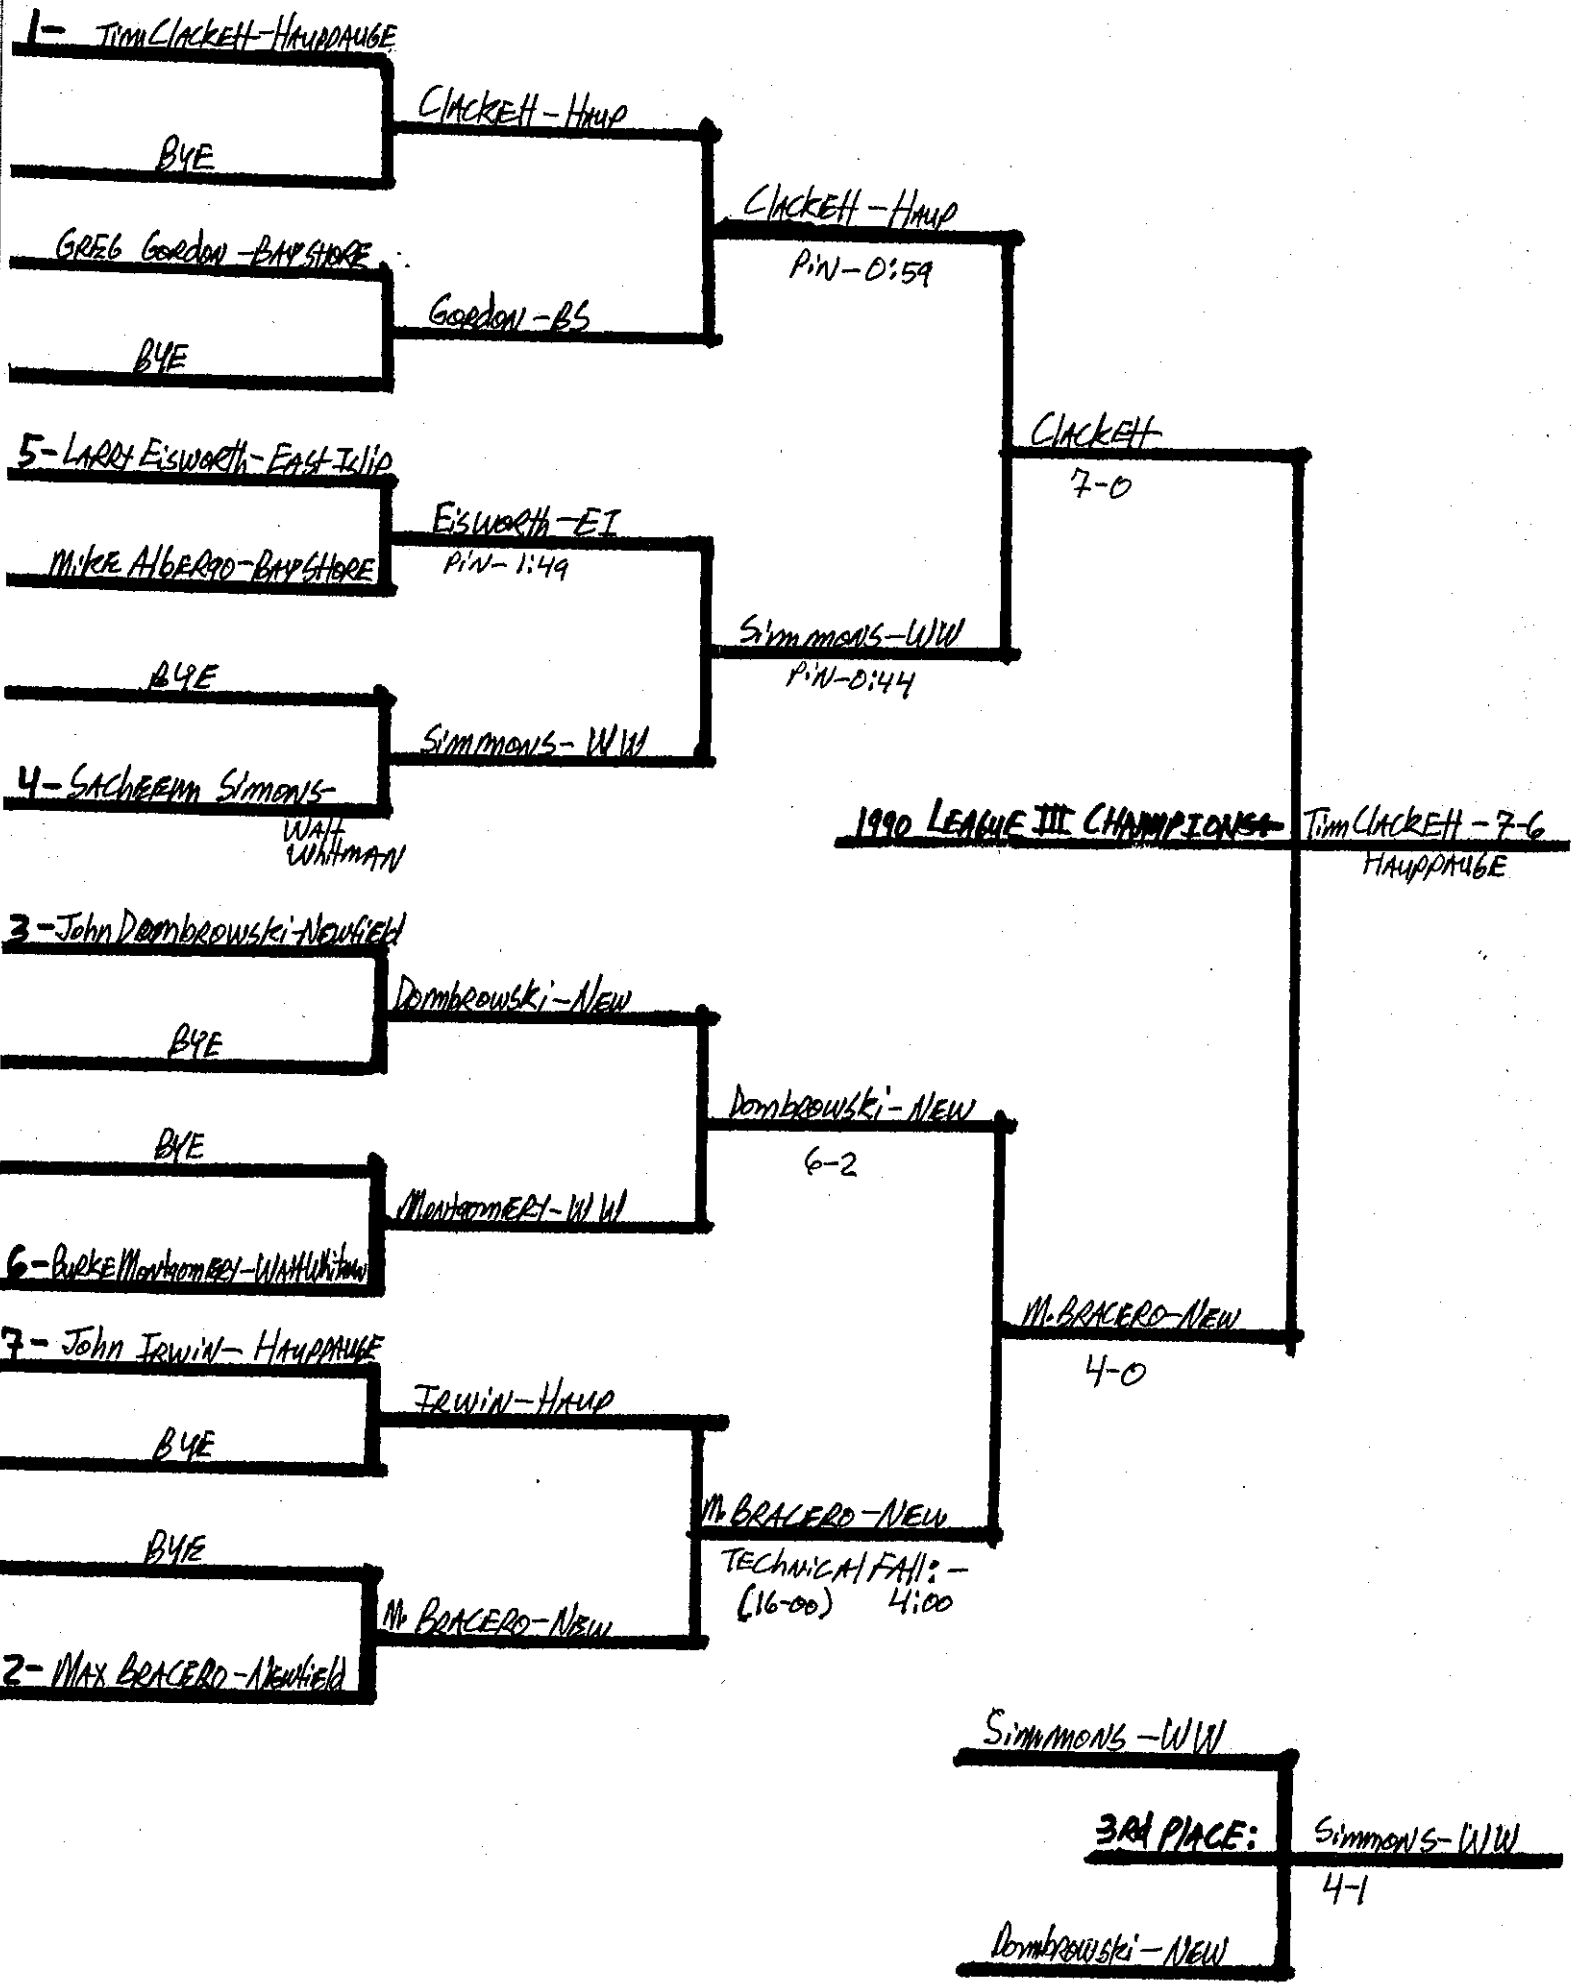 1- Tim Clackett-Hauppauge
Clackett-Haup
BYE
Clackett-Haup
Pin-0:59
Greg Gordon-Bayshore
Gordon-BS
BYE
Clackett
7-0
5-Larry Eisworth-East Islip
Eisworth-EI
Pin-1:49
Mike Albergo-Bayshore
Simmons-WW
Pin-0:44
BYE
Simmons-WW
4-Sacheem Simons-
Walt
Whitman
1990 League III Champions- Tim Clackett-7-6
Hauppauge
3-John Dombrowski-Newfield
Dombrowski-New
BYE
Dombrowski-New
6-2
BYE
Montgomery-WW
6-Burke Montgomery-Walt Whitman
M. Bracero-New
4-0
7-John Irwin-Hauppauge
Irwin-Haup
BYE
M. Bracero-New
Technical Fall:-
(16-00) 4:00
BYE
M. Bracero-New
2-Max Bracero-Newfield
Simmons-WW
3rd Place: Simmons-WW
4-1
Dombrowski-New